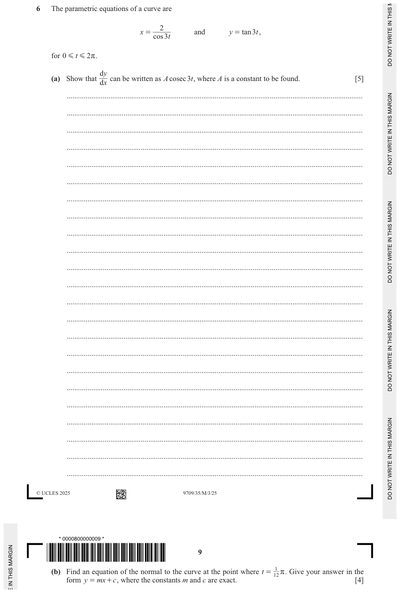 6 The parametric equations of a curve are
x = 2/cos 3t and y = tan 3t,
for 0 ⩽ t ⩽ 2π.
(a) Show that dy/dx can be written as A cosec 3t, where A is a constant to be found. [5]
© UCLES 2025 9709/35/M/J/25
DO NOT WRITE IN THIS MARGIN
DO NOT WRITE IN THIS MARGIN
DO NOT WRITE IN THIS MARGIN
DO NOT WRITE IN THIS MARGIN
DO NOT WRITE IN THIS MARGIN
* 0000800000009 *
9
(b) Find an equation of the normal to the curve at the point where t = 1/12 π. Give your answer in the
form y = mx + c, where the constants m and c are exact. [4]
E IN THIS MARGIN